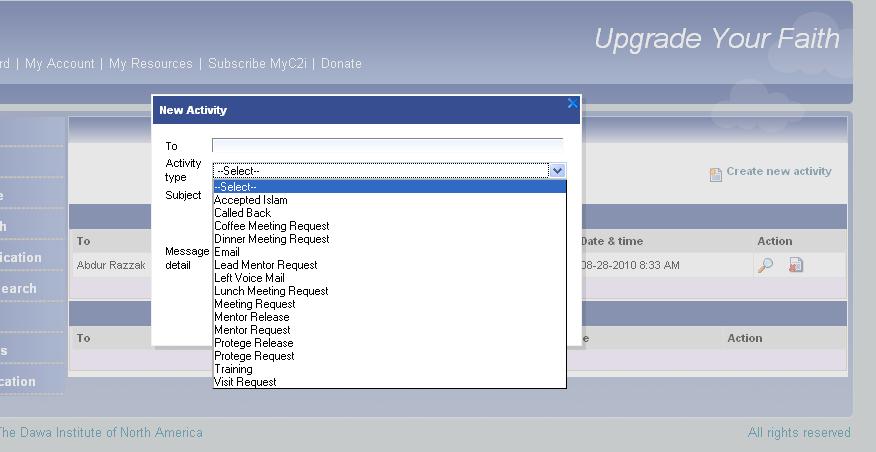 Upgrade Your Faith
rd | My Account | My Resources | Subscribe MyC2i | Donate
New Activity
To
Activity type
--Select--
Subject
Message detail
--Select--
Accepted Islam
Called Back
Coffee Meeting Request
Dinner Meeting Request
Email
Lead Mentor Request
Left Voice Mail
Lunch Meeting Request
Meeting Request
Mentor Release
Mentor Request
Protege Release
Protege Request
Training
Visit Request
Create new activity
e
h
ication
earch
s
cation
To Date & time Action
Abdur Razzak 08-28-2010 8:33 AM
To e Action
The Dawa Institute of North America All rights reserved